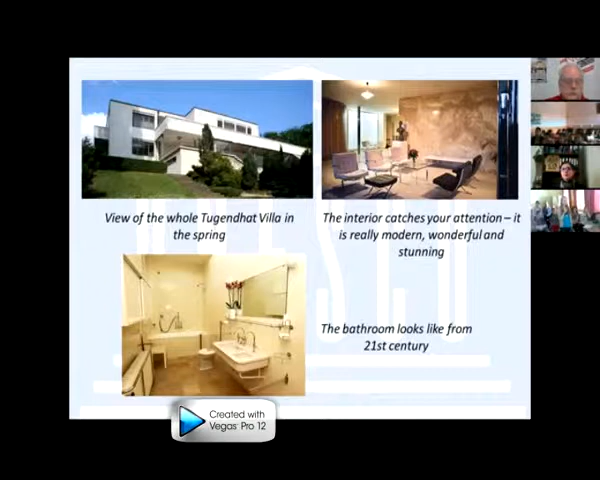 View of the whole Tugendhat Villa in
the spring
The interior catches your attention – it
is really modern, wonderful and
stunning
The bathroom looks like from
21st century
Created with
Vegas Pro 12